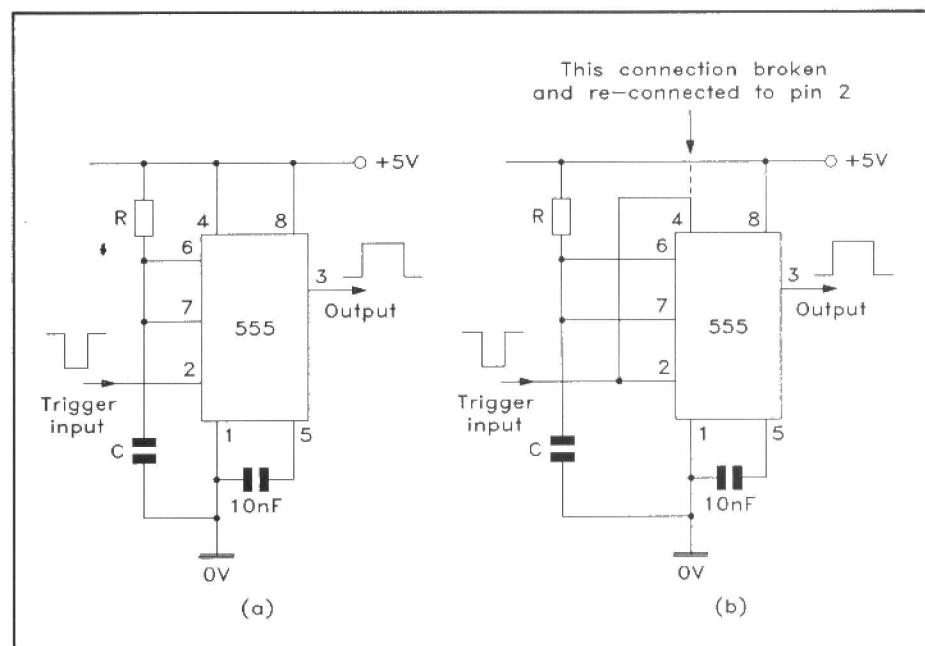 This connection broken
and re-connected to pin 2
+5V
R
4
8
6
3
7
555
Output
2
Trigger
input
1
5
C
10nF
0V
(a)
+5V
R
4
8
6
3
7
555
Output
2
Trigger
input
1
5
C
10nF
0V
(b)